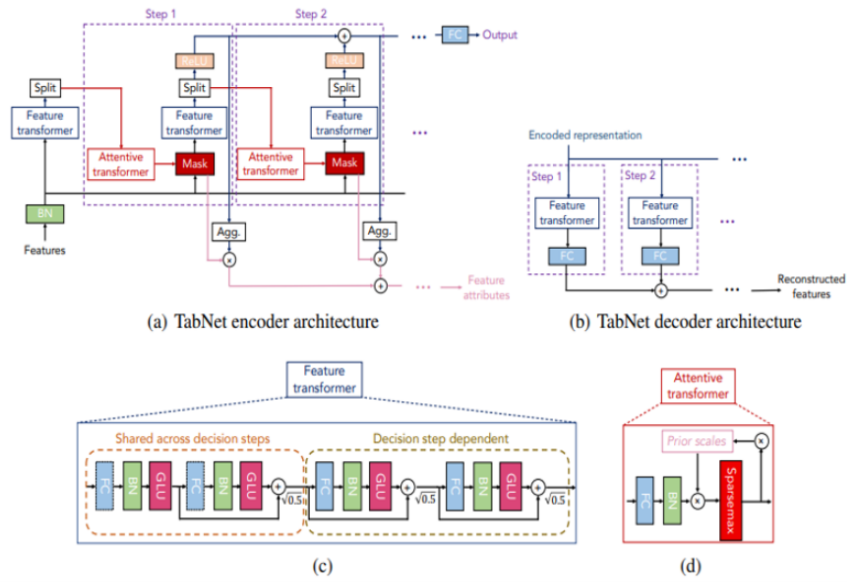 Step 1
Step 2
FC
Output
ReLU
ReLU
Split
Split
Split
Feature
transformer
Feature
transformer
Feature
transformer
Attentive
transformer
Mask
Attentive
transformer
Mask
BN
Features
Agg.
Agg.
Feature
attributes
(a) TabNet encoder architecture
Encoded representation
Step 1
Step 2
Feature
transformer
Feature
transformer
FC
FC
Reconstructed
features
(b) TabNet decoder architecture
Feature
transformer
Shared across decision steps
Decision step dependent
FC
BN
GLU
FC
BN
GLU
√0.5
FC
BN
GLU
√0.5
FC
BN
GLU
√0.5
(c)
Attentive
transformer
Prior scales
FC
BN
Sparsemax
(d)